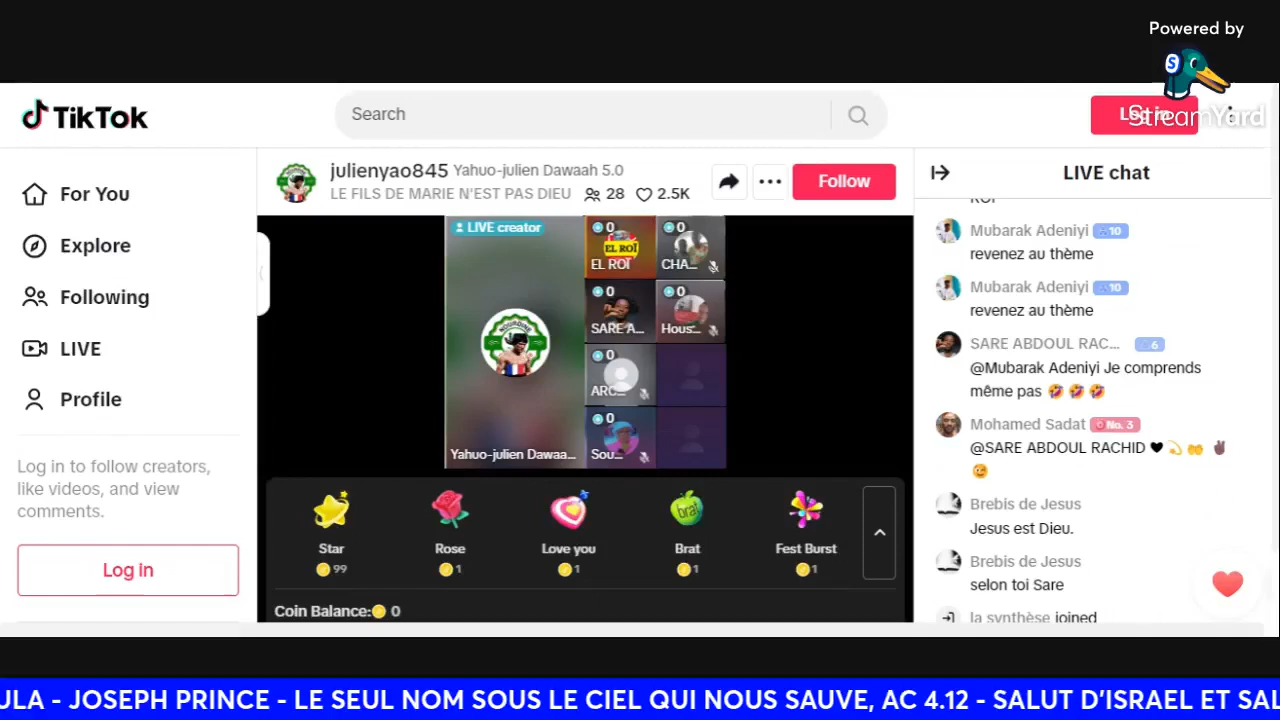 Powered by
StreamYard
TikTok
Search
Log in
For You
Explore
Following
LIVE
Profile
Log in to follow creators,
like videos, and view
comments.
Log in
julienyao845 Yahuo-julien Dawaah 5.0
LE FILS DE MARIE N'EST PAS DIEU 28 2.5K
Follow
LIVE creator
Yahuo-julien Dawaa...
0
EL ROÏ
EL ROÏ
0
CHA...
0
SARE A...
0
Hous...
0
ARC...
0
Sou...
Star
99
Rose
1
Love you
1
Brat
1
Fest Burst
1
Coin Balance: 0
LIVE chat
ROI
Mubarak Adeniyi 10
revenez au thème
Mubarak Adeniyi 10
revenez au thème
SARE ABDOUL RAC... 6
@Mubarak Adeniyi Je comprends
même pas 🤣 🤣 🤣
Mohamed Sadat No. 3
@SARE ABDOUL RACHID ♥ 💫 👐 ✌🏿
😉
Brebis de Jesus
Jesus est Dieu.
Brebis de Jesus
selon toi Sare
la synthèse joined
ULA - JOSEPH PRINCE - LE SEUL NOM SOUS LE CIEL QUI NOUS SAUVE, AC 4.12 - SALUT D'ISRAEL ET SAL